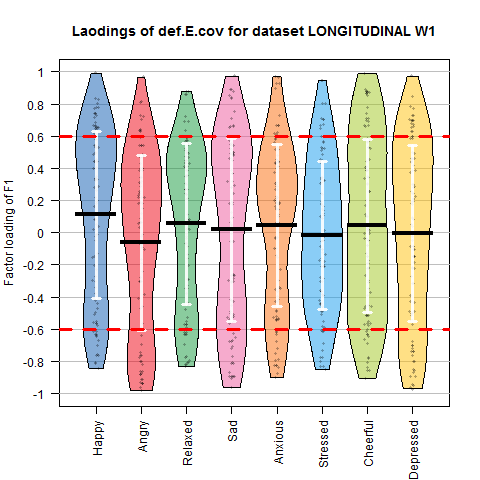 Laodings of def.E.cov for dataset LONGITUDINAL W1
Factor loading of F1
1
0.8
0.6
0.4
0.2
0
-0.2
-0.4
-0.6
-0.8
-1
Happy
Angry
Relaxed
Sad
Anxious
Stressed
Cheerful
Depressed